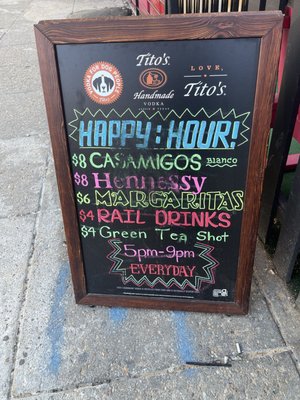 Tito's
Handmade
VODKA
LOVE,
Tito's
HAPPY:HOUR!
$8 CASAMIGOS Blanco
$8 Hennessy
$6 MARGARITAS
$4 RAIL DRINKS
$4 Green Tea Shot
5pm-9pm
EVERYDAY